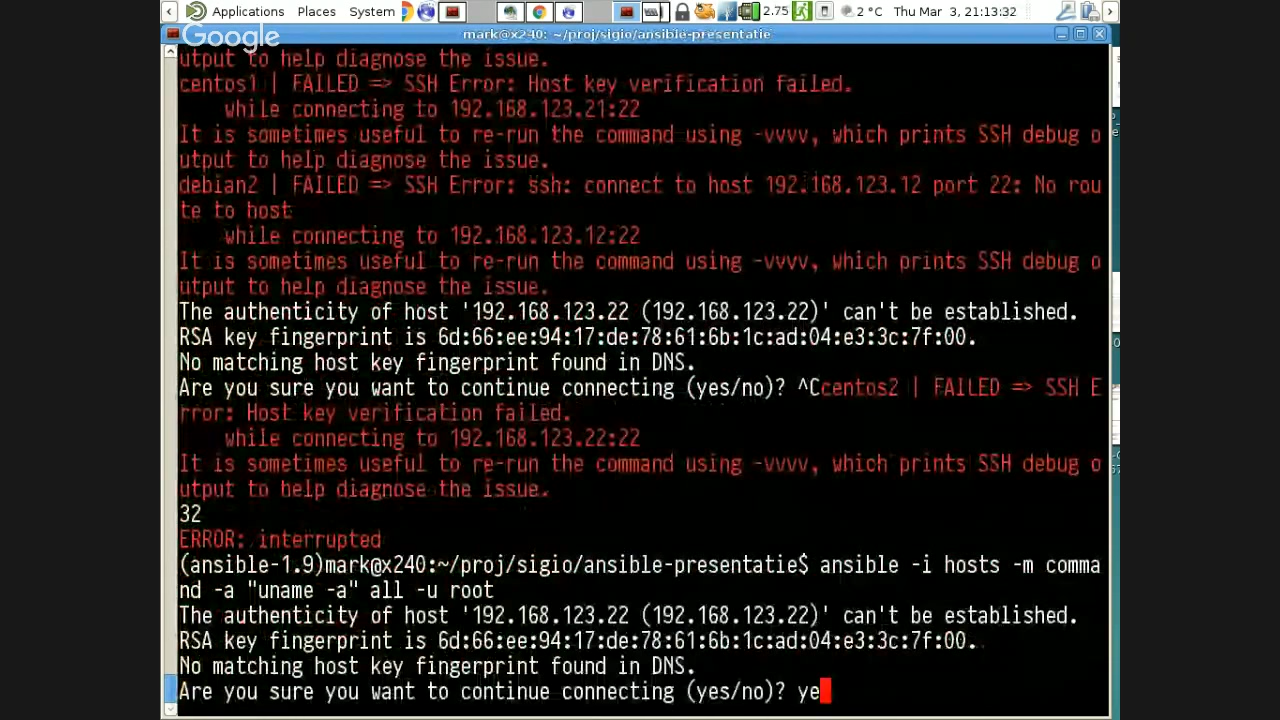 Applications Places System 2.75 2 °C Thu Mar 3, 21:13:32
Google
mark@x240: ~/proj/sigio/ansible-presentatie
utput to help diagnose the issue.
centos1 | FAILED => SSH Error: Host key verification failed.
while connecting to 192.168.123.21:22
It is sometimes useful to re-run the command using -vvvv, which prints SSH debug o
utput to help diagnose the issue.
debian2 | FAILED => SSH Error: ssh: connect to host 192.168.123.12 port 22: No rou
te to host
while connecting to 192.168.123.12:22
It is sometimes useful to re-run the command using -vvvv, which prints SSH debug o
utput to help diagnose the issue.
The authenticity of host '192.168.123.22 (192.168.123.22)' can't be established.
RSA key fingerprint is 6d:66:ee:94:17:de:78:61:6b:1c:ad:04:e3:3c:7f:00.
No matching host key fingerprint found in DNS.
Are you sure you want to continue connecting (yes/no)? ^Ccentos2 | FAILED => SSH E
rror: Host key verification failed.
while connecting to 192.168.123.22:22
It is sometimes useful to re-run the command using -vvvv, which prints SSH debug o
utput to help diagnose the issue.
32
ERROR: interrupted
(ansible-1.9)mark@x240:~/proj/sigio/ansible-presentatie$ ansible -i hosts -m comma
nd -a "uname -a" all -u root
The authenticity of host '192.168.123.22 (192.168.123.22)' can't be established.
RSA key fingerprint is 6d:66:ee:94:17:de:78:61:6b:1c:ad:04:e3:3c:7f:00.
No matching host key fingerprint found in DNS.
Are you sure you want to continue connecting (yes/no)? ye